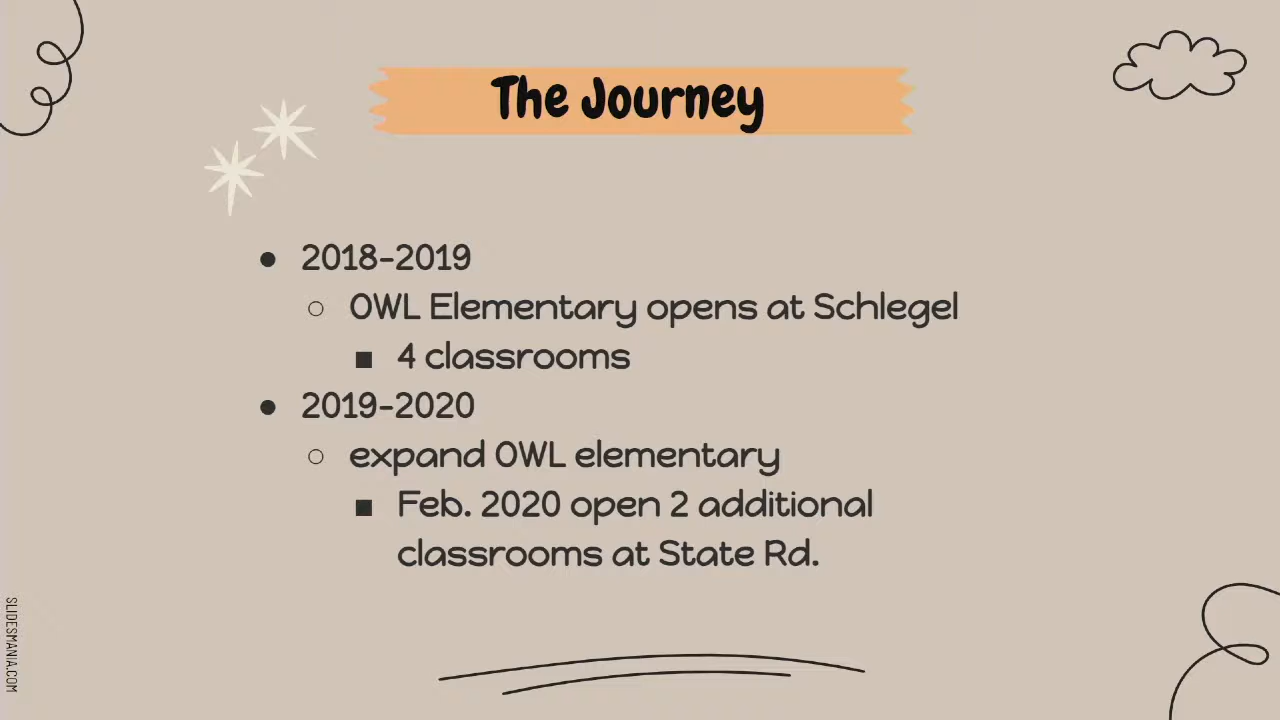 The Journey
● 2018-2019
○ OWL Elementary opens at Schlegel
■ 4 classrooms
● 2019-2020
○ expand OWL elementary
■ Feb. 2020 open 2 additional
classrooms at State Rd.
SLIDESMANIA.COM